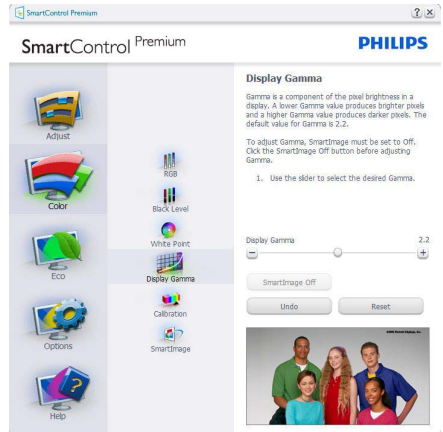 SmartControl Premium
? ×
SmartControl Premium
PHILIPS
Adjust
Color
Eco
Options
Help
RGB
Black Level
White Point
Display Gamma
Calibration
SmartImage
Display Gamma
Gamma is a component of the pixel brightness in a
display. A lower Gamma value produces brighter pixels
and a higher Gamma value produces darker pixels. The
default value for Gamma is 2.2.
To adjust Gamma, SmartImage must be set to Off.
Click the SmartImage Off button before adjusting
Gamma.
1. Use the slider to select the desired Gamma.
Display Gamma 2.2
− +
SmartImage Off
Undo Reset